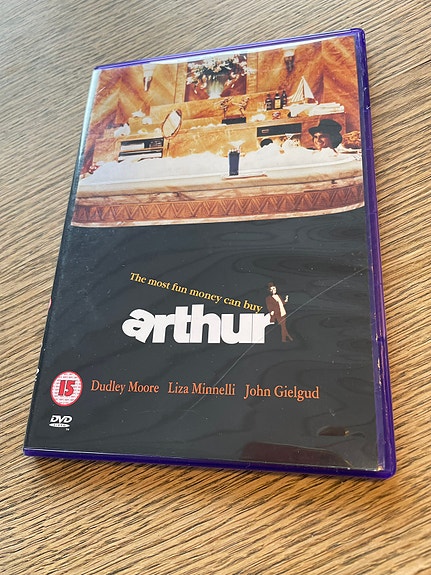 The most fun money can buy
arthur
15
Dudley Moore Liza Minnelli John Gielgud
DVD